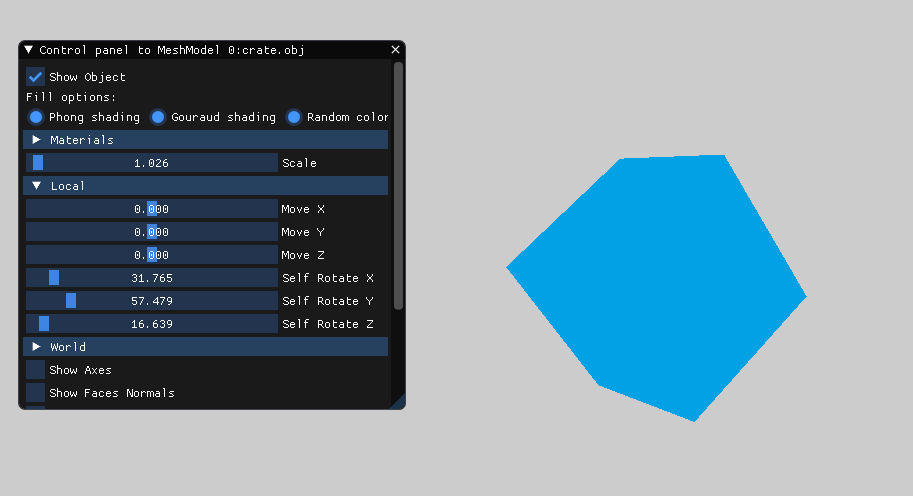 Control panel to MeshModel 0:crate.obj
Show Object
Fill options:
Phong shading Gouraud shading Random color
Materials
1.026 Scale
Local
0.000 Move X
0.000 Move Y
0.000 Move Z
31.765 Self Rotate X
57.479 Self Rotate Y
16.639 Self Rotate Z
World
Show Axes
Show Faces Normals